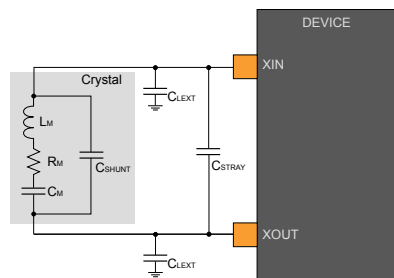 DEVICE
XIN
Crystal
CLEXT
LM
RM
CSHUNT
CSTRAY
CM
XOUT
CLEXT